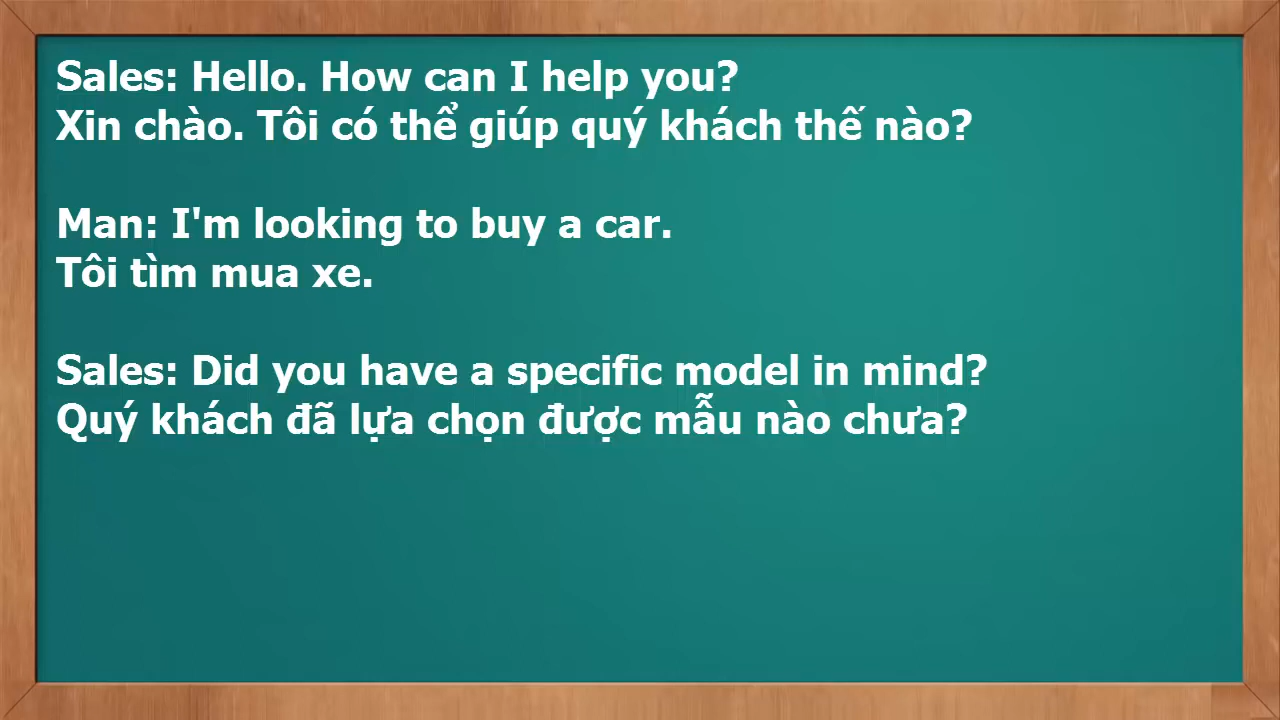 Sales: Hello. How can I help you?
Xin chào. Tôi có thể giúp quý khách thế nào?
Man: I'm looking to buy a car.
Tôi tìm mua xe.
Sales: Did you have a specific model in mind?
Quý khách đã lựa chọn được mẫu nào chưa?